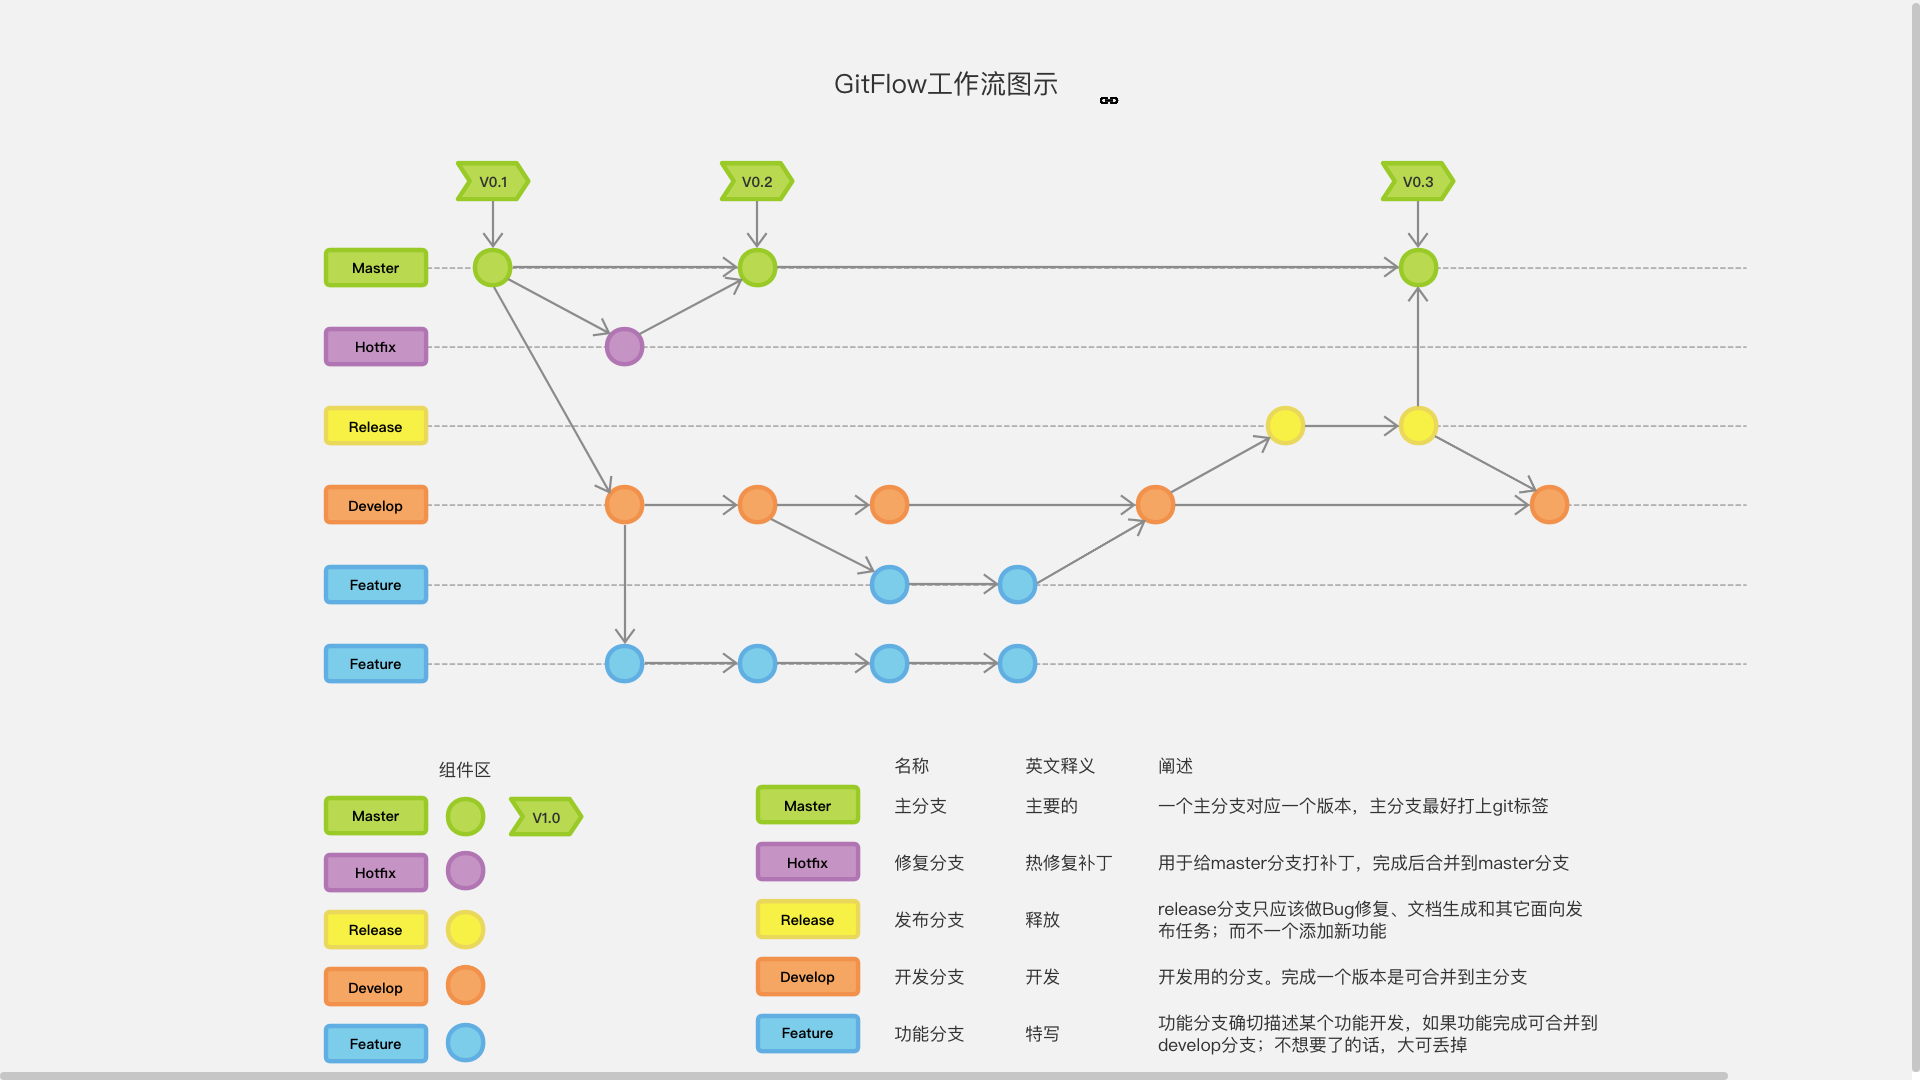 GitFlow工作流图示
V0.1
V0.2
V0.3
Master
Hotfix
Release
Develop
Feature
Feature
组件区
Master
V1.0
Hotfix
Release
Develop
Feature
名称 英文释义 阐述
Master 主分支 主要的 一个主分支对应一个版本，主分支最好打上git标签
Hotfix 修复分支 热修复补丁 用于给master分支打补丁，完成后合并到master分支
Release 发布分支 释放 release分支只应该做Bug修复、文档生成和其它面向发
布任务；而不一个添加新功能
Develop 开发分支 开发 开发用的分支。完成一个版本是可合并到主分支
Feature 功能分支 特写 功能分支确切描述某个功能开发，如果功能完成可合并到
develop分支；不想要了的话，大可丢掉